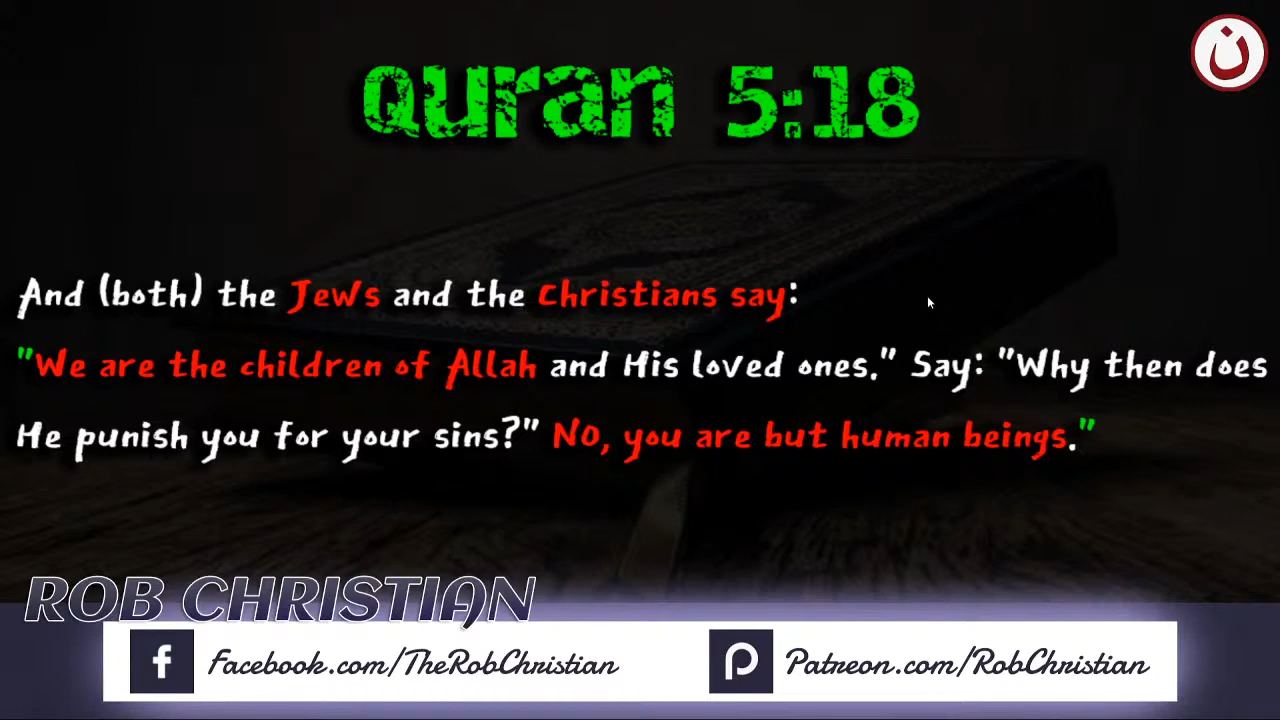 Quran 5:18
ن
And (both) the Jews and the Christians say:
"We are the children of Allah and His loved ones." Say: "Why then does
He punish you for your sins?" No, you are but human beings."
ROB CHRISTIAN
Facebook.com/TheRobChristian
Patreon.com/RobChristian